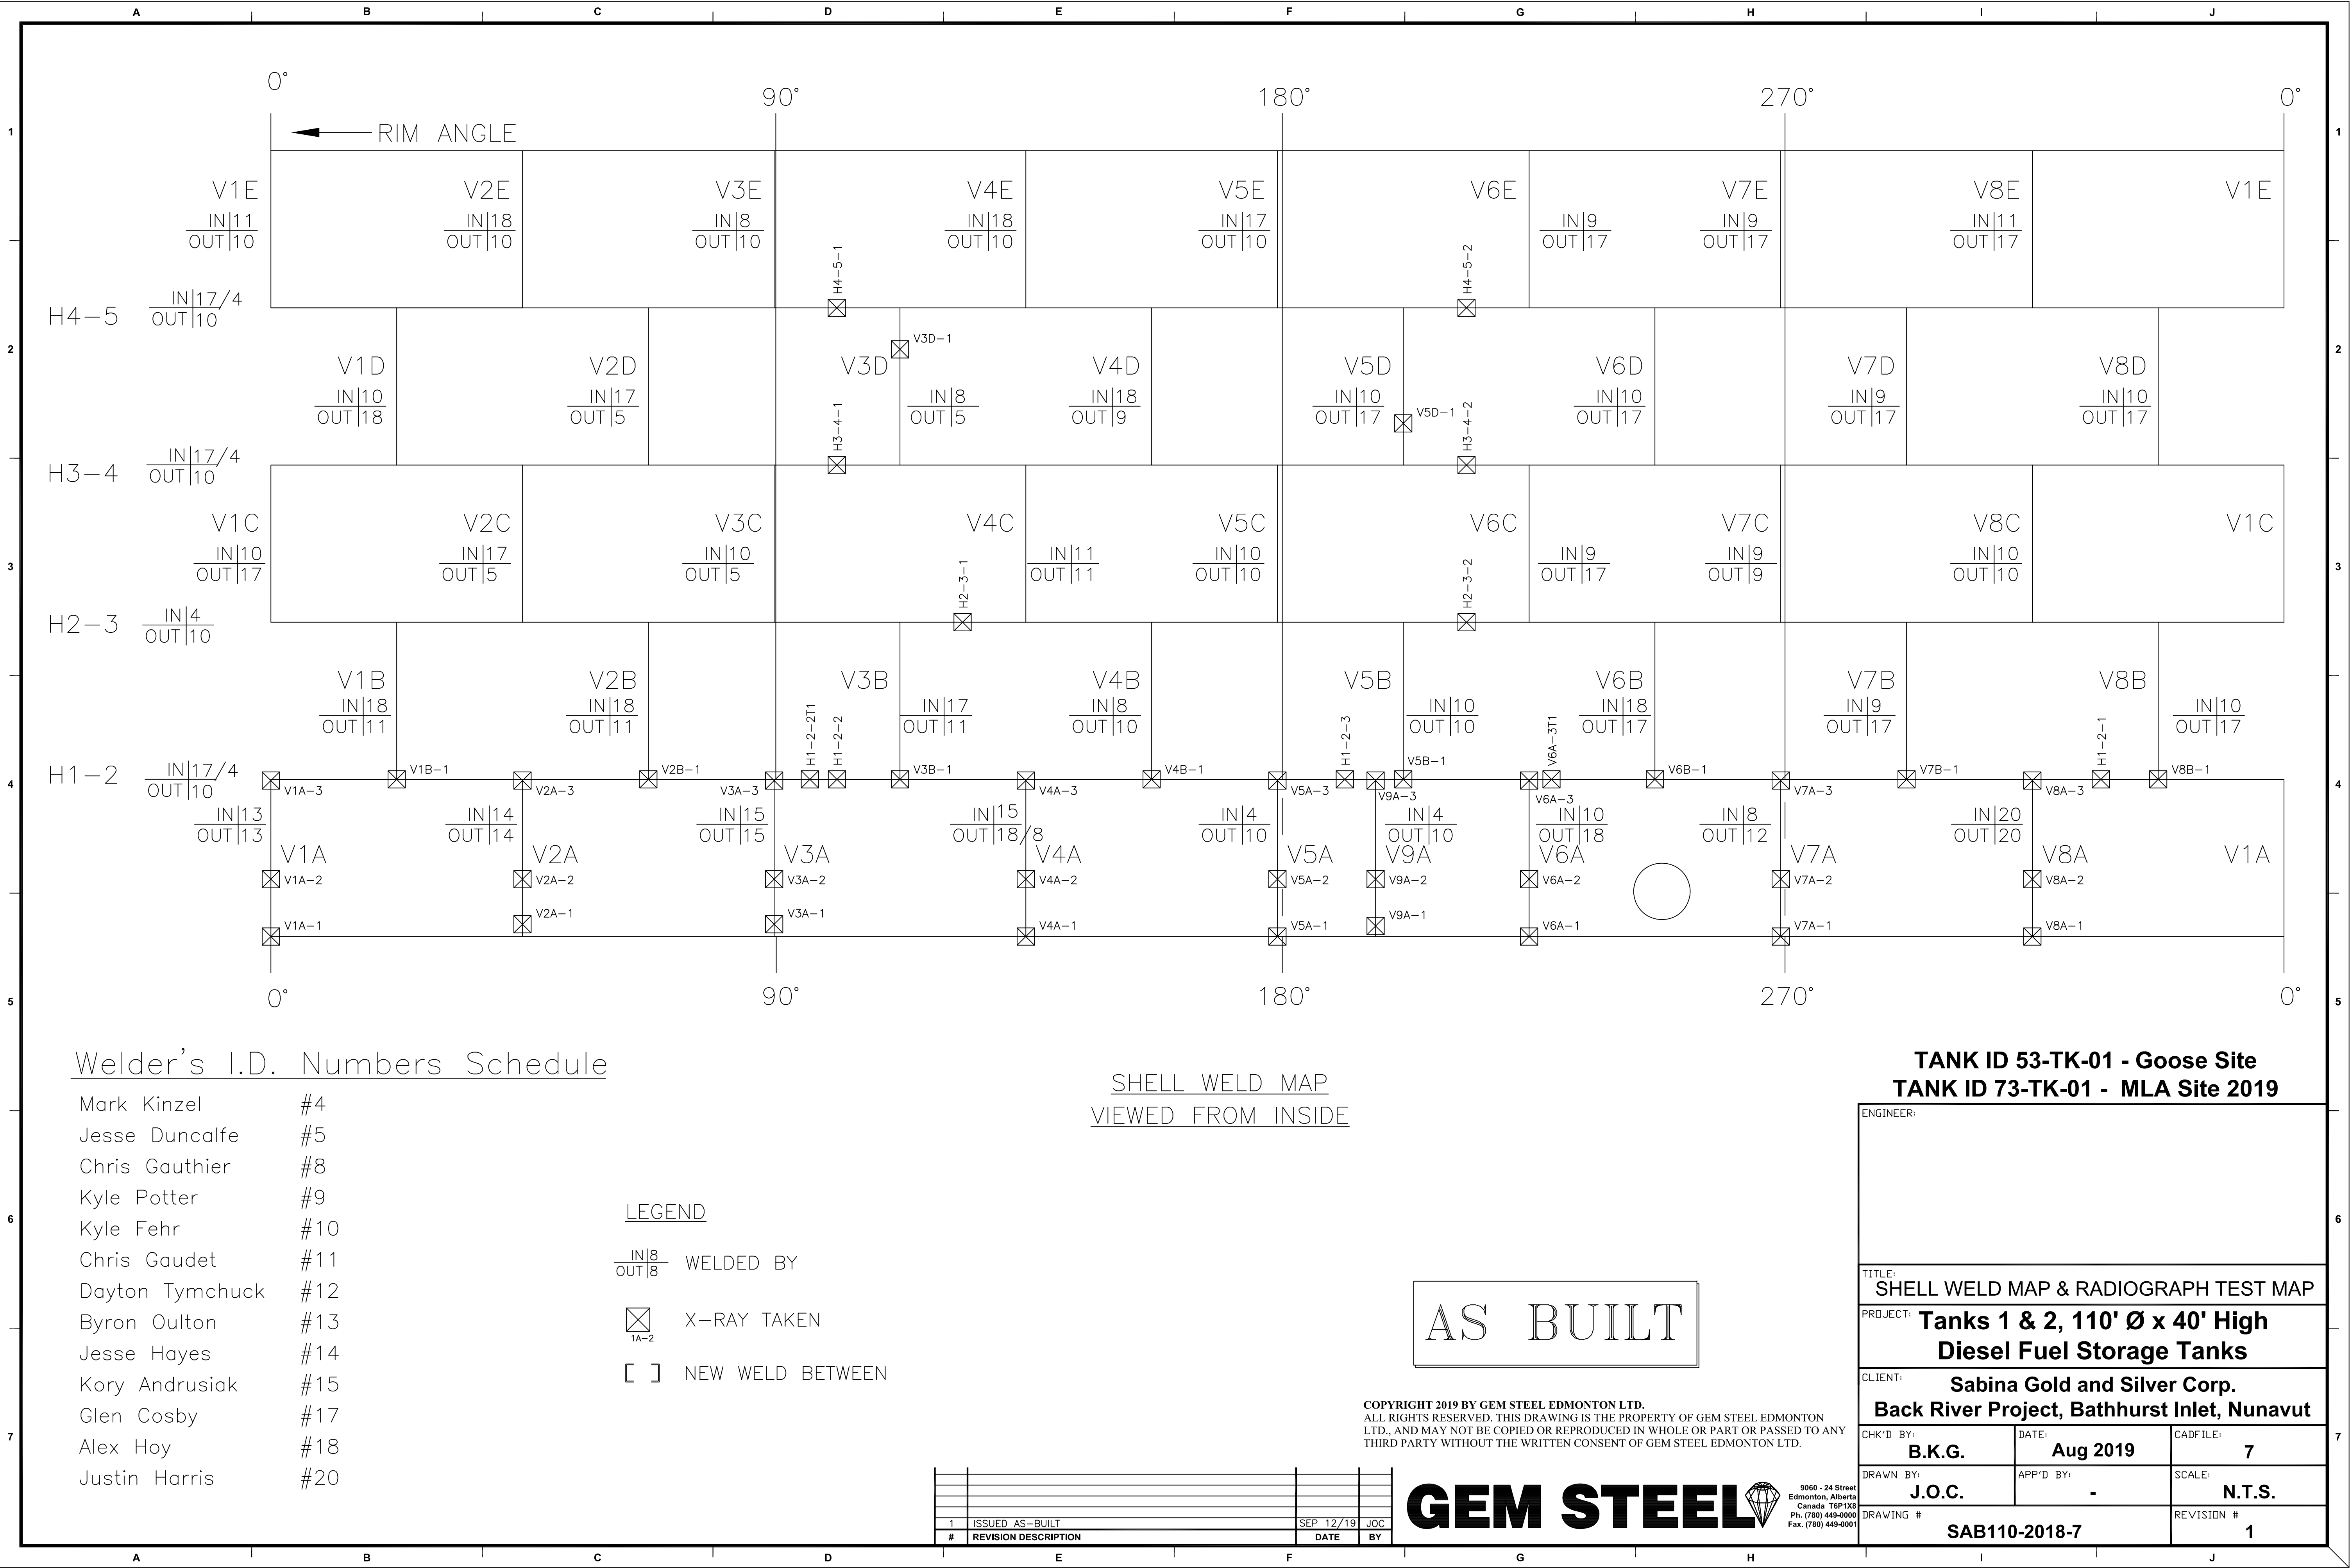 A B C D E F G H I J
0° 90° 180° 270° 0°
1 RIM ANGLE 1
V1E V2E V3E V4E V5E V6E V7E V8E V1E
IN 11 IN 18 IN 8 IN 18 IN 17 IN 9 IN 9 IN 11
OUT 10 OUT 10 OUT 10 OUT 10 OUT 10 OUT 17 OUT 17 OUT 17
H4-5-1 H4-5-2
H4-5 IN 17/4
OUT 10
2 V3D-1 2
V1D V2D V3D V4D V5D V6D V7D V8D
IN 10 IN 17 IN 8 IN 18 IN 10 IN 10 IN 9 IN 10
OUT 18 OUT 5 OUT 5 OUT 9 OUT 17 OUT 17 OUT 17 OUT 17
V5D-1
H3-4-1 H3-4-2
H3-4 IN 17/4
OUT 10
V1C V2C V3C V4C V5C V6C V7C V8C V1C
3 IN 10 IN 17 IN 10 IN 11 IN 10 IN 9 IN 9 IN 10 3
OUT 17 OUT 5 OUT 5 OUT 11 OUT 10 OUT 17 OUT 9 OUT 10
H2-3-1 H2-3-2
H2-3 IN 4
OUT 10
V1B V2B V3B V4B V5B V6B V7B V8B
IN 18 IN 18 IN 17 IN 8 IN 10 IN 18 IN 9 IN 10
OUT 11 OUT 11 OUT 11 OUT 10 OUT 10 OUT 17 OUT 17 OUT 17
H1-2-2T1 H1-2-2 H1-2-3 V6A-3T1 H1-2-1
H1-2 IN 17/4
OUT 10
V1B-1 V2B-1 V3B-1 V4B-1 V5B-1 V6B-1 V7B-1 V8B-1
4 V1A-3 V2A-3 V3A-3 V4A-3 V5A-3 V9A-3 V6A-3 V7A-3 V8A-3 4
IN 13 IN 14 IN 15 IN 15 IN 4 IN 4 IN 10 IN 8 IN 20
OUT 13 OUT 14 OUT 15 OUT 18/8 OUT 10 OUT 10 OUT 18 OUT 12 OUT 20
V1A V2A V3A V4A V5A V9A V6A V7A V8A V1A
V1A-2 V2A-2 V3A-2 V4A-2 V5A-2 V9A-2 V6A-2 V7A-2 V8A-2
V1A-1 V2A-1 V3A-1 V4A-1 V5A-1 V9A-1 V6A-1 V7A-1 V8A-1
5 0° 90° 180° 270° 0° 5
Welder's I.D. Numbers Schedule
Mark Kinzel #4
Jesse Duncalfe #5
Chris Gauthier #8
Kyle Potter #9
Kyle Fehr #10
Chris Gaudet #11
Dayton Tymchuck #12
Byron Oulton #13
Jesse Hayes #14
Kory Andrusiak #15
Glen Cosby #17
Alex Hoy #18
Justin Harris #20
6 6
7 7
LEGEND
IN 8
OUT 8
WELDED BY
1A-2
X-RAY TAKEN
[ ] NEW WELD BETWEEN
SHELL WELD MAP
VIEWED FROM INSIDE
AS BUILT
COPYRIGHT 2019 BY GEM STEEL EDMONTON LTD.
ALL RIGHTS RESERVED. THIS DRAWING IS THE PROPERTY OF GEM STEEL EDMONTON
LTD., AND MAY NOT BE COPIED OR REPRODUCED IN WHOLE OR PART OR PASSED TO ANY
THIRD PARTY WITHOUT THE WRITTEN CONSENT OF GEM STEEL EDMONTON LTD.
1 ISSUED AS-BUILT SEP 12/19 JOC
# REVISION DESCRIPTION DATE BY
GEM STEEL
9060 - 24 Street
Edmonton, Alberta
Canada T6P1X8
Ph. (780) 449-0000
Fax. (780) 449-0001
TANK ID 53-TK-01 - Goose Site
TANK ID 73-TK-01 - MLA Site 2019
ENGINEER:
TITLE:
SHELL WELD MAP & RADIOGRAPH TEST MAP
PROJECT: Tanks 1 & 2, 110' Ø x 40' High
Diesel Fuel Storage Tanks
CLIENT: Sabina Gold and Silver Corp.
Back River Project, Bathhurst Inlet, Nunavut
CHK'D BY: DATE: CADFILE:
B.K.G. Aug 2019 7
DRAWN BY: APP'D BY: SCALE:
J.O.C. - N.T.S.
DRAWING # REVISION #
SAB110-2018-7 1
A B C D E F G H I J